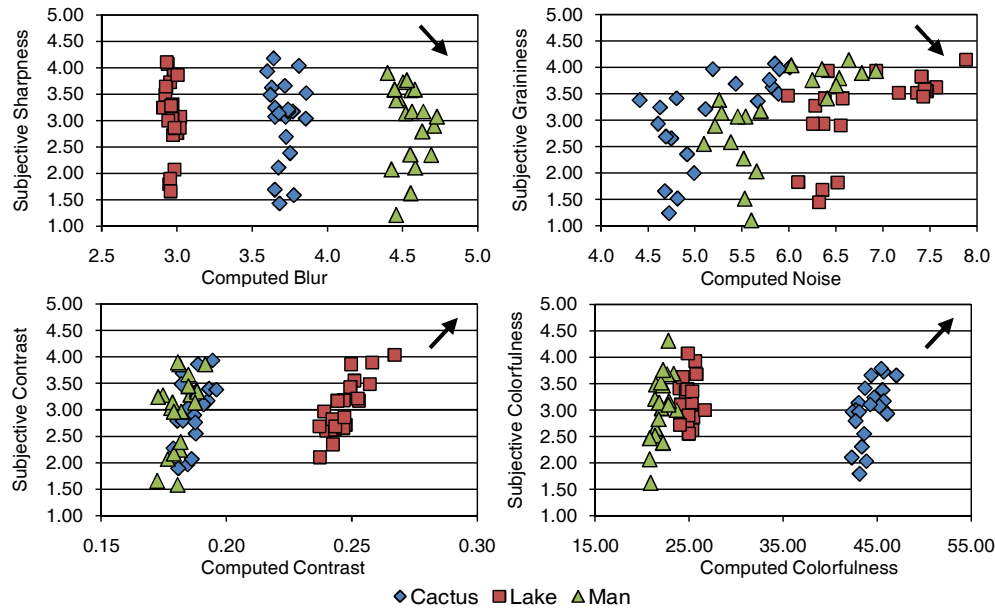 Subjective Sharpness
5.00
4.50
4.00
3.50
3.00
2.50
2.00
1.50
1.00
2.5 3.0 3.5 4.0 4.5 5.0
Computed Blur
Subjective Graininess
5.00
4.50
4.00
3.50
3.00
2.50
2.00
1.50
1.00
4.0 4.5 5.0 5.5 6.0 6.5 7.0 7.5 8.0
Computed Noise
Subjective Contrast
5.00
4.50
4.00
3.50
3.00
2.50
2.00
1.50
1.00
0.15 0.20 0.25 0.30
Computed Contrast
Subjective Colorfulness
5.00
4.50
4.00
3.50
3.00
2.50
2.00
1.50
1.00
15.00 25.00 35.00 45.00 55.00
Computed Colorfulness
Cactus Lake Man